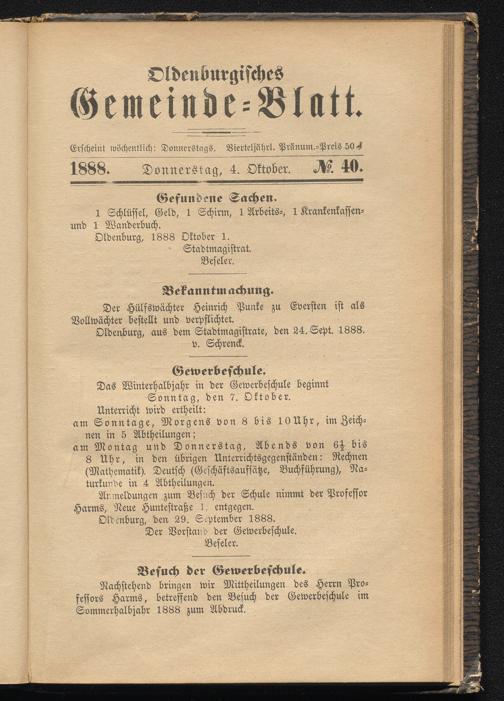 Oldenburgisches
Gemeinde-Blatt.
Erscheint wöchentlich: Donnerstags. Vierteljährl. Pränum.-Preis 50 ₰
1888. Donnerstag, 4. Oktober. № 40.
Gefundene Sachen.
1 Schlüssel, Geld, 1 Schirm, 1 Arbeits-, 1 Krankenkassen-
und 1 Wanderbuch.
Oldenburg, 1888 Oktober 1.
Stadtmagistrat.
Beseler.
Bekanntmachung.
Der Hülfswächter Heinrich Punke zu Eversten ist als
Vollwächter bestellt und verpflichtet.
Oldenburg, aus dem Stadtmagistrate, den 24. Sept. 1888.
v. Schrenck.
Gewerbeschule.
Das Winterhalbjahr in der Gewerbeschule beginnt
Sonntag, den 7. Oktober.
Unterricht wird ertheilt:
am Sonntage, Morgens von 8 bis 10 Uhr, im Zeich-
nen in 5 Abtheilungen;
am Montag und Donnerstag, Abends von 6½ bis
8 Uhr, in den übrigen Unterrichtsgegenständen: Rechnen
(Mathematik). Deutsch (Geschäftsaufsätze, Buchführung), Na-
turkunde in 4 Abtheilungen.
Anmeldungen zum Besuch der Schule nimmt der Professor
Harms, Neue Huntestraße 1, entgegen.
Oldenburg, den 29. September 1888.
Der Vorstand der Gewerbeschule.
Beseler.
Besuch der Gewerbeschule.
Nachstehend bringen wir Mittheilungen des Herrn Pro-
fessors Harms, betreffend den Besuch der Gewerbeschule im
Sommerhalbjahr 1888 zum Abdruck.